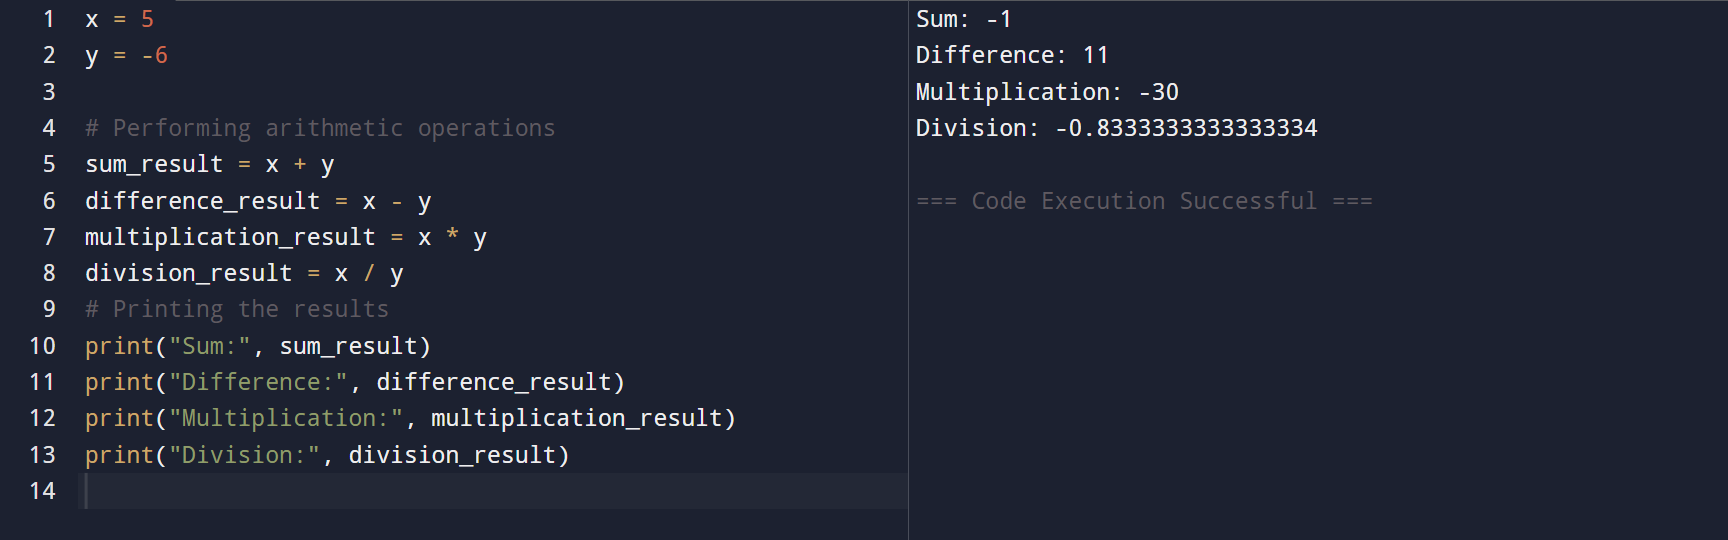 1 x = 5
2 y = -6
3
4 # Performing arithmetic operations
5 sum_result = x + y
6 difference_result = x - y
7 multiplication_result = x * y
8 division_result = x / y
9 # Printing the results
10 print("Sum:", sum_result)
11 print("Difference:", difference_result)
12 print("Multiplication:", multiplication_result)
13 print("Division:", division_result)
14
Sum: -1
Difference: 11
Multiplication: -30
Division: -0.8333333333333334
=== Code Execution Successful ===